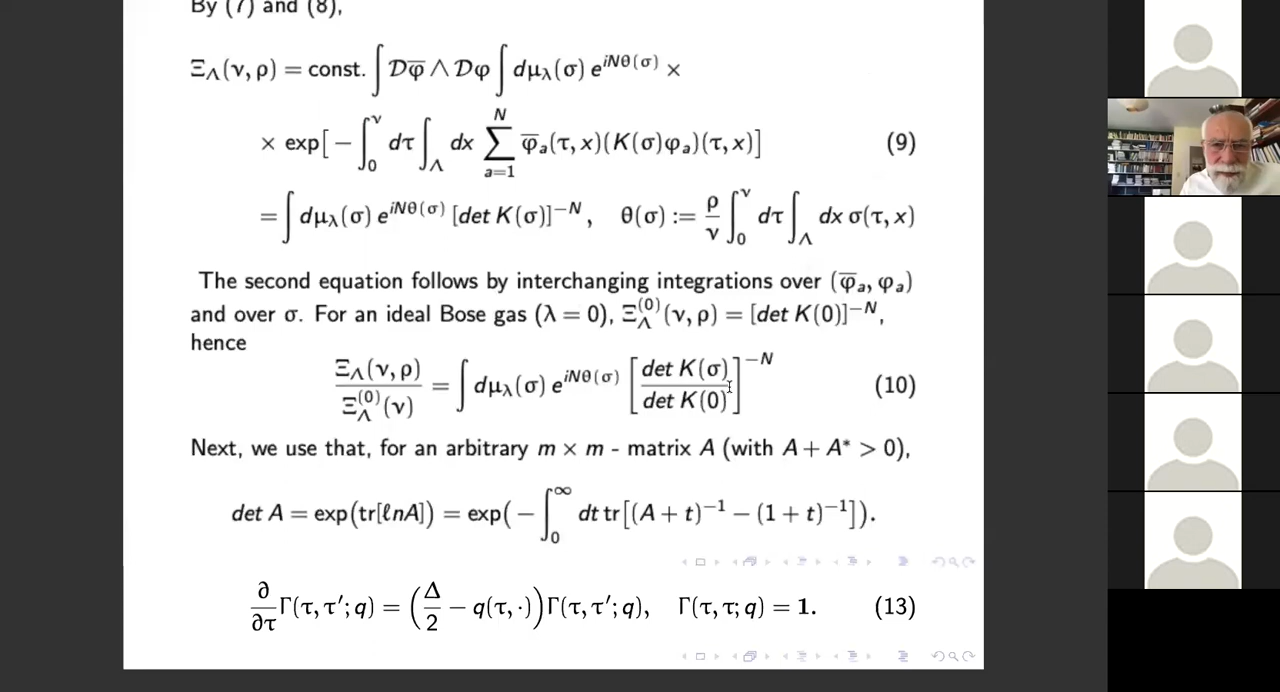 By (7) and (8),
Ξ_Λ(ν, ρ) = const. ∫ 𝒟φ̄ ∧ 𝒟φ ∫ dμ_λ(σ) e^{iNθ(σ)} ×
× exp[ − ∫_0^ν dτ ∫_Λ dx ∑_{a=1}^N φ̄_a(τ, x)(K(σ)φ_a)(τ, x)] (9)
= ∫ dμ_λ(σ) e^{iNθ(σ)} [det K(σ)]^{−N}, θ(σ) := ρ/ν ∫_0^ν dτ ∫_Λ dx σ(τ, x)
The second equation follows by interchanging integrations over (φ̄_a, φ_a)
and over σ. For an ideal Bose gas (λ = 0), Ξ_Λ^{(0)}(ν, ρ) = [det K(0)]^{−N},
hence
Ξ_Λ(ν, ρ) / Ξ_Λ^{(0)}(ν) = ∫ dμ_λ(σ) e^{iNθ(σ)} [det K(σ) / det K(0)]^{−N} (10)
Next, we use that, for an arbitrary m × m - matrix A (with A + A* > 0),
det A = exp(tr[ℓnA]) = exp( − ∫_0^∞ dt tr[(A + t)^{−1} − (1 + t)^{−1}]).
∂/∂τ Γ(τ, τ′; q) = (Δ/2 − q(τ, ·))Γ(τ, τ′; q), Γ(τ, τ; q) = 1. (13)